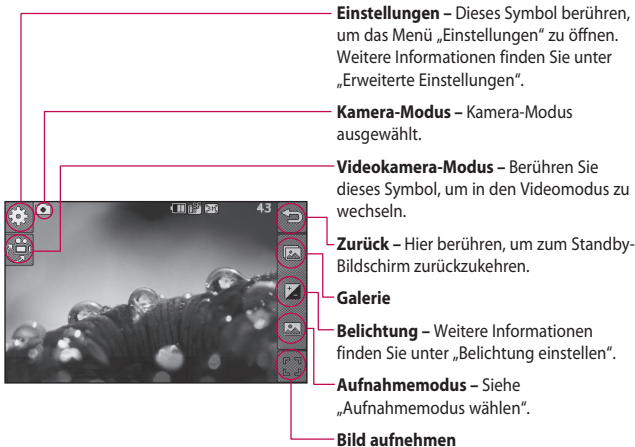 Einstellungen – Dieses Symbol berühren,
um das Menü „Einstellungen“ zu öffnen.
Weitere Informationen finden Sie unter
„Erweiterte Einstellungen“.
Kamera-Modus – Kamera-Modus
ausgewählt.
Videokamera-Modus – Berühren Sie
dieses Symbol, um in den Videomodus zu
wechseln.
43
Zurück – Hier berühren, um zum Standby-
Bildschirm zurückzukehren.
Galerie
Belichtung – Weitere Informationen
finden Sie unter „Belichtung einstellen“.
Aufnahmemodus – Siehe
„Aufnahmemodus wählen“.
Bild aufnehmen